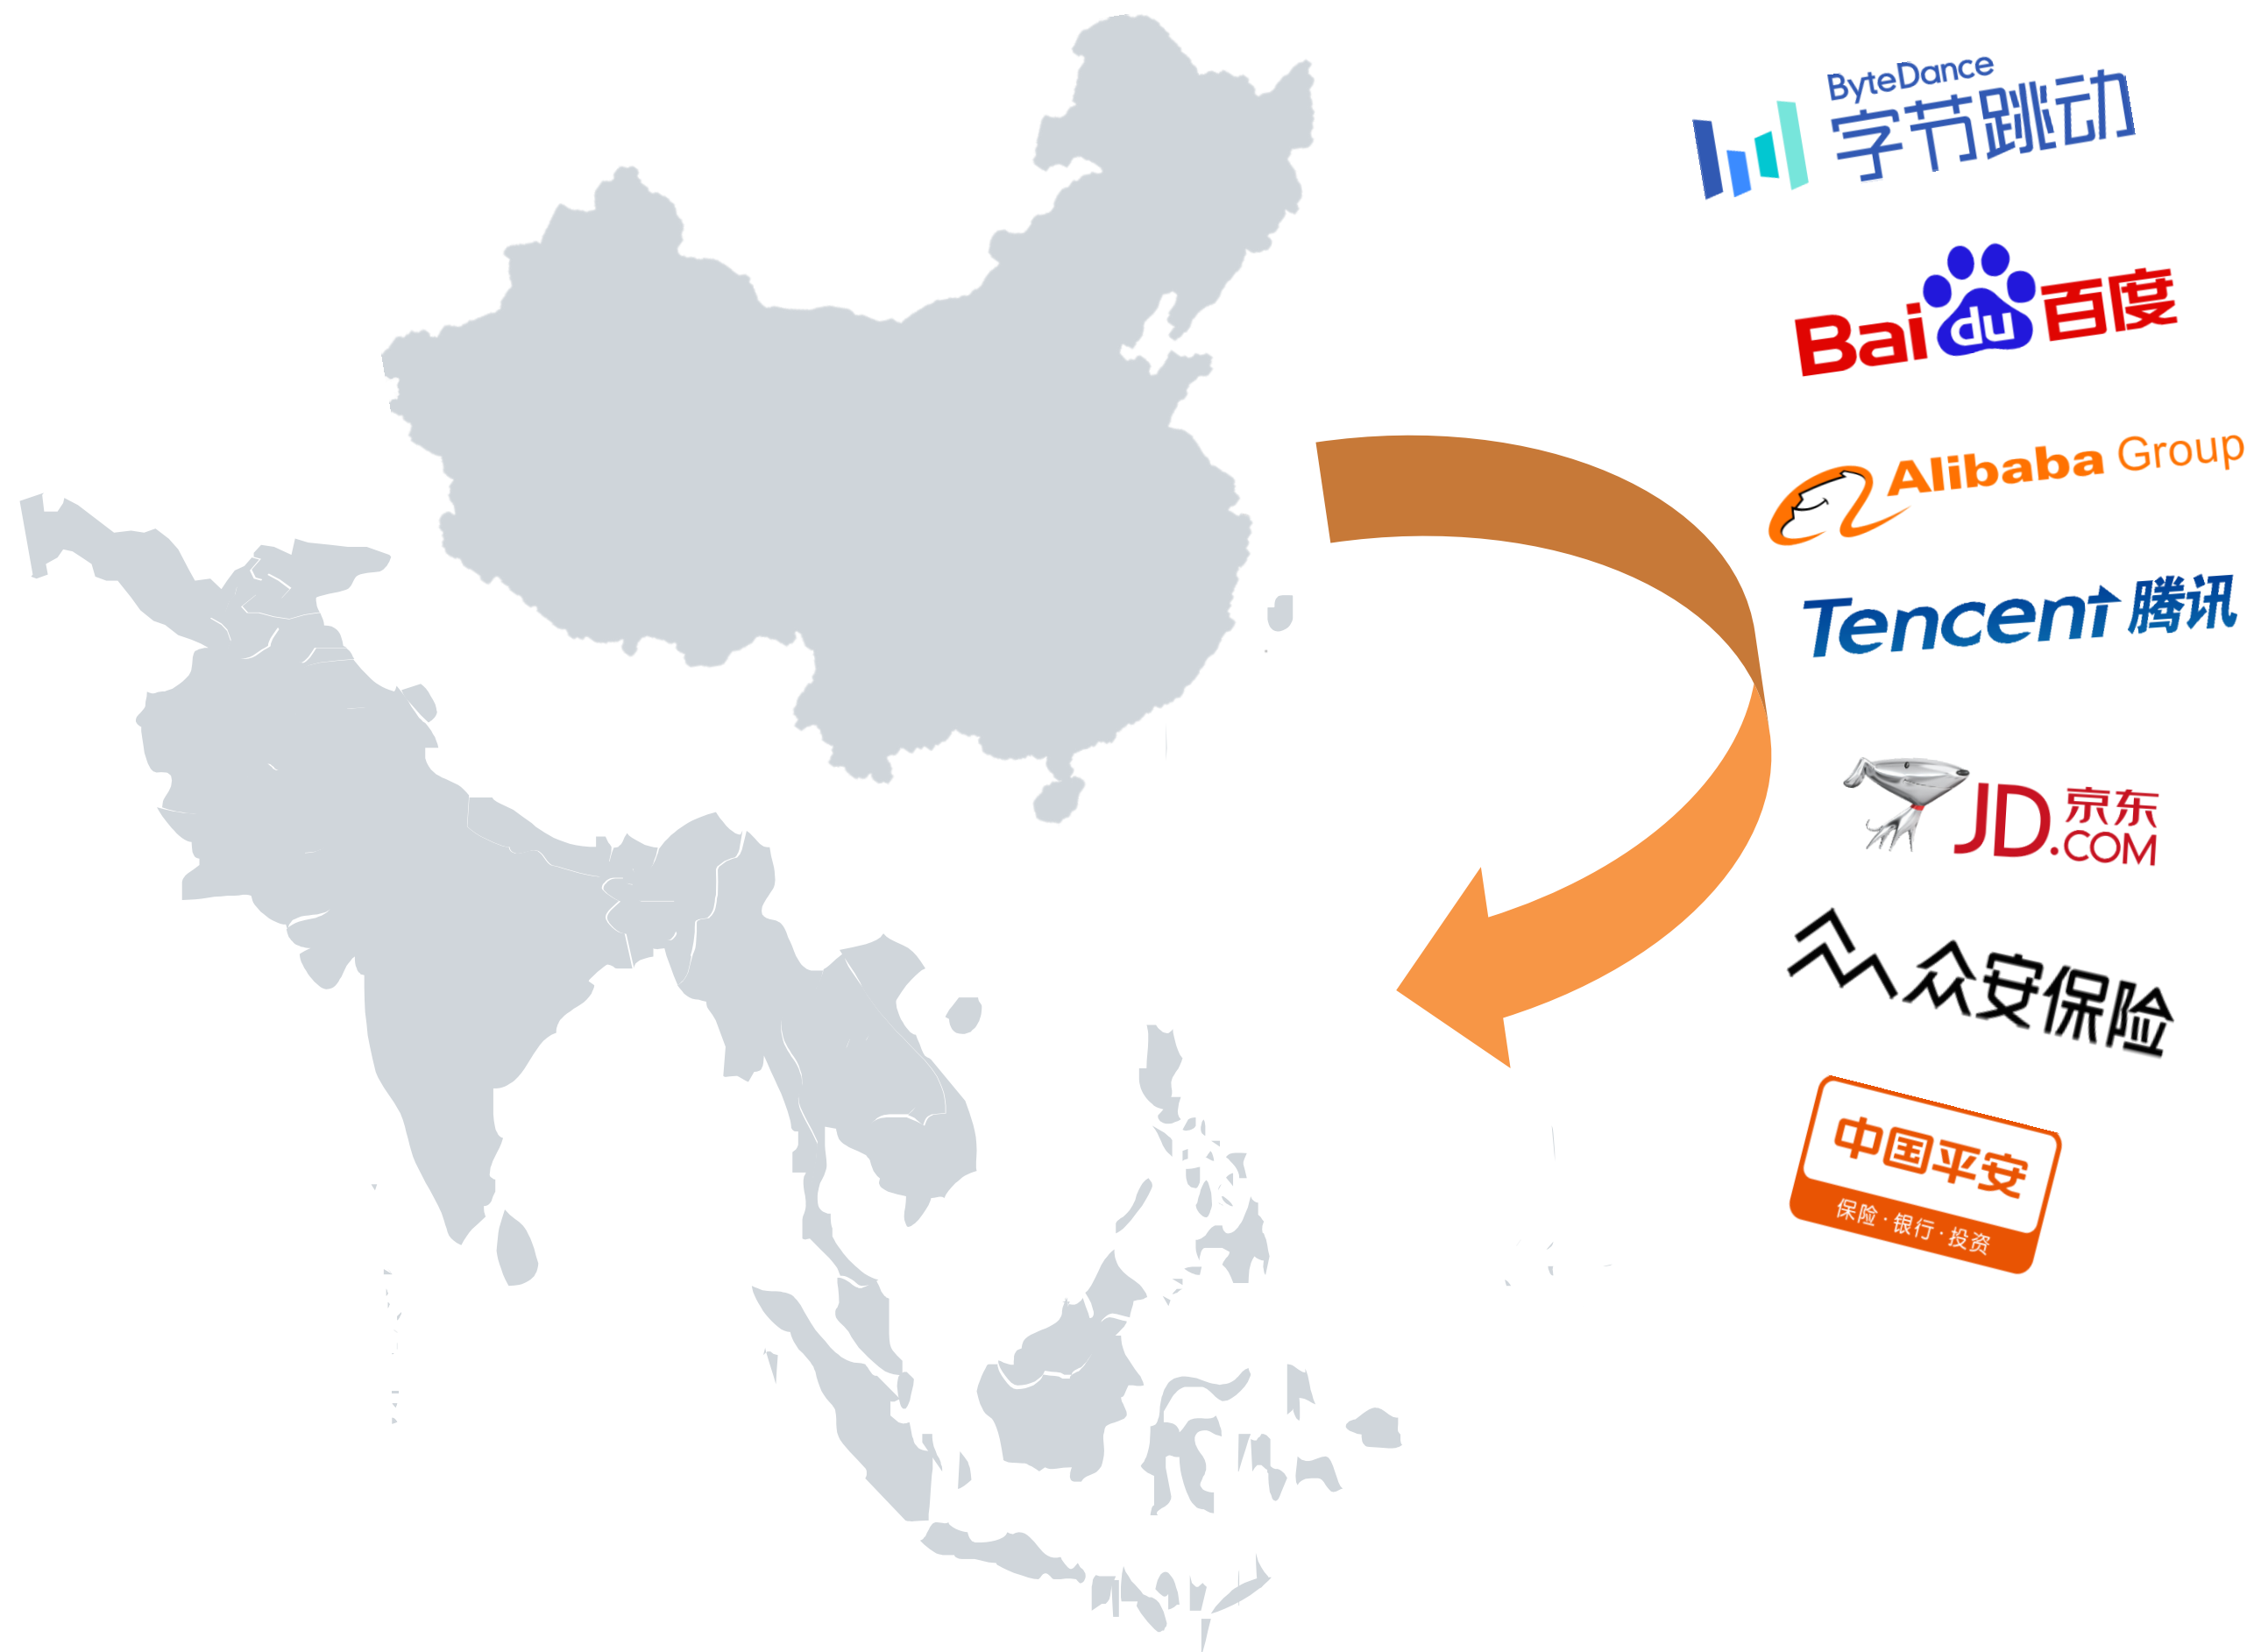 ByteDance
字节跳动
Bai du 百度
Alibaba Group
Tencent 腾讯
JD 京东
.COM
众安保险
中国平安
保险·银行·投资